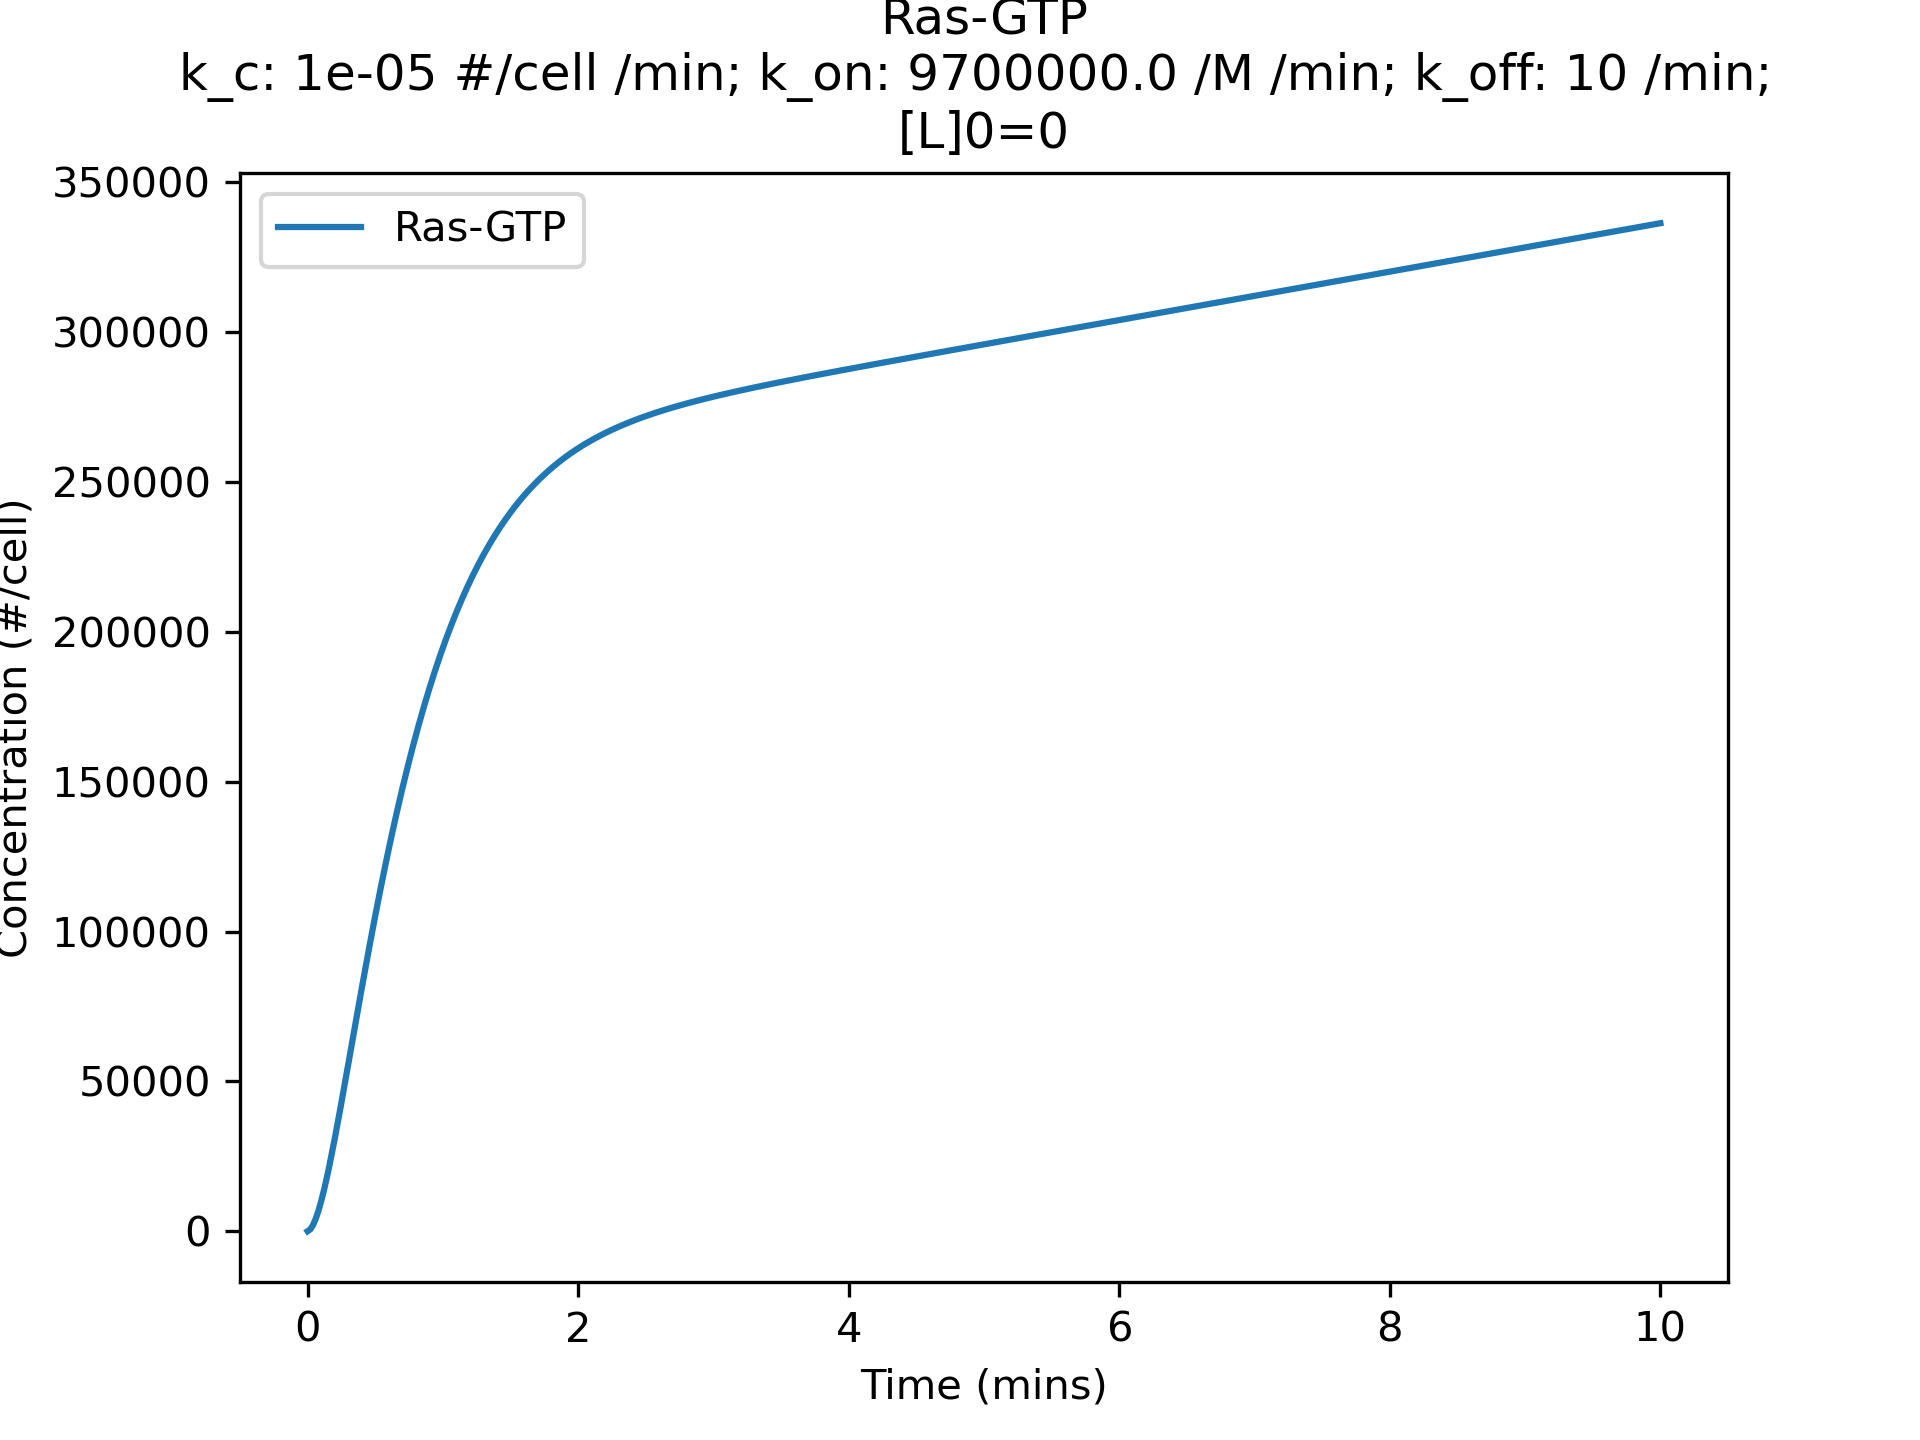 Ras-GTP
k_c: 1e-05 #/cell /min; k_on: 9700000.0 /M /min; k_off: 10 /min;
[L]0=0
Ras-GTP
350000
300000
250000
200000
150000
100000
50000
0
Concentration (#/cell)
0 2 4 6 8 10
Time (mins)